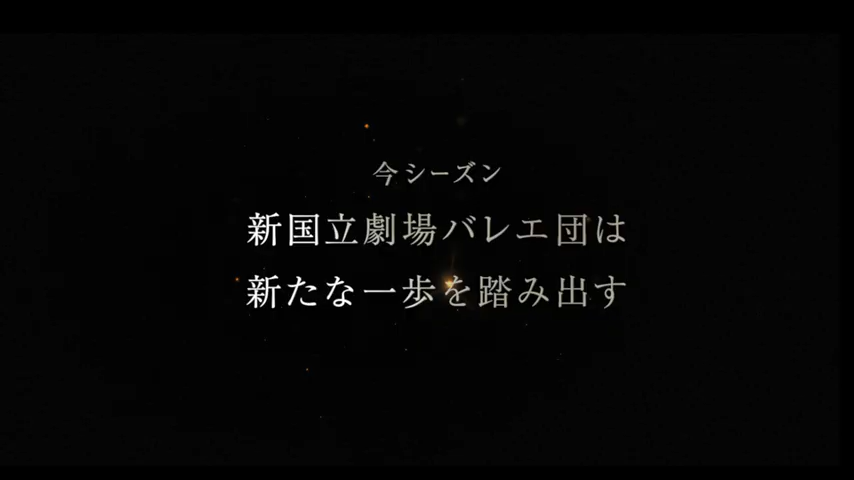 今シーズン
新国立劇場バレエ団は
新たな一歩を踏み出す